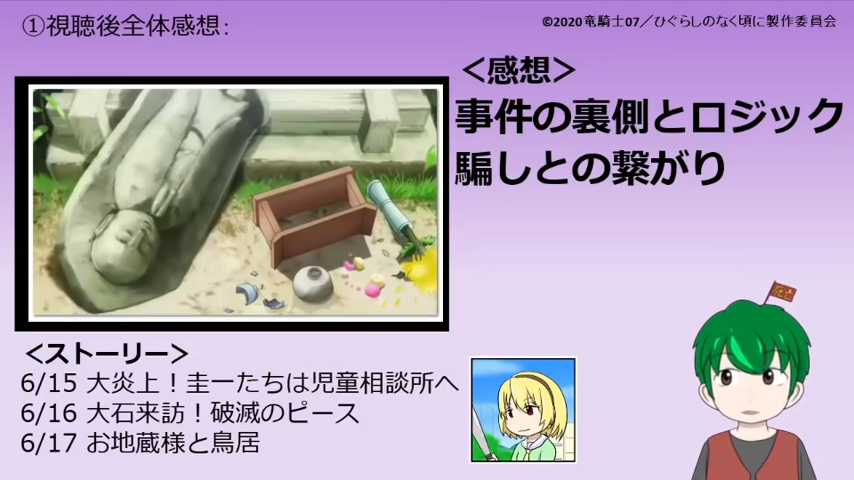 ①視聴後全体感想：
©2020竜騎士07／ひぐらしのなく頃に製作委員会
＜感想＞
事件の裏側とロジック
騙しとの繋がり
＜ストーリー＞
6/15 大炎上！圭一たちは児童相談所へ
6/16 大石来訪！破滅のピース
6/17 お地蔵様と鳥居